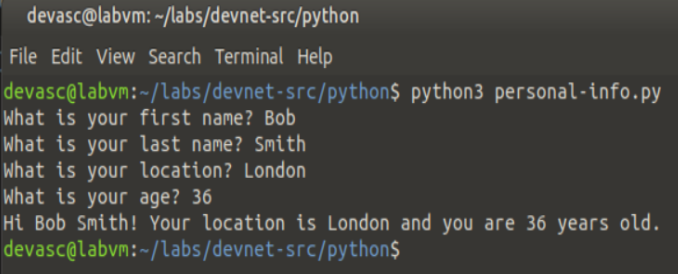 devasc@labvm: ~/labs/devnet-src/python
File Edit View Search Terminal Help
devasc@labvm:~/labs/devnet-src/python$ python3 personal-info.py
What is your first name? Bob
What is your last name? Smith
What is your location? London
What is your age? 36
Hi Bob Smith! Your location is London and you are 36 years old.
devasc@labvm:~/labs/devnet-src/python$